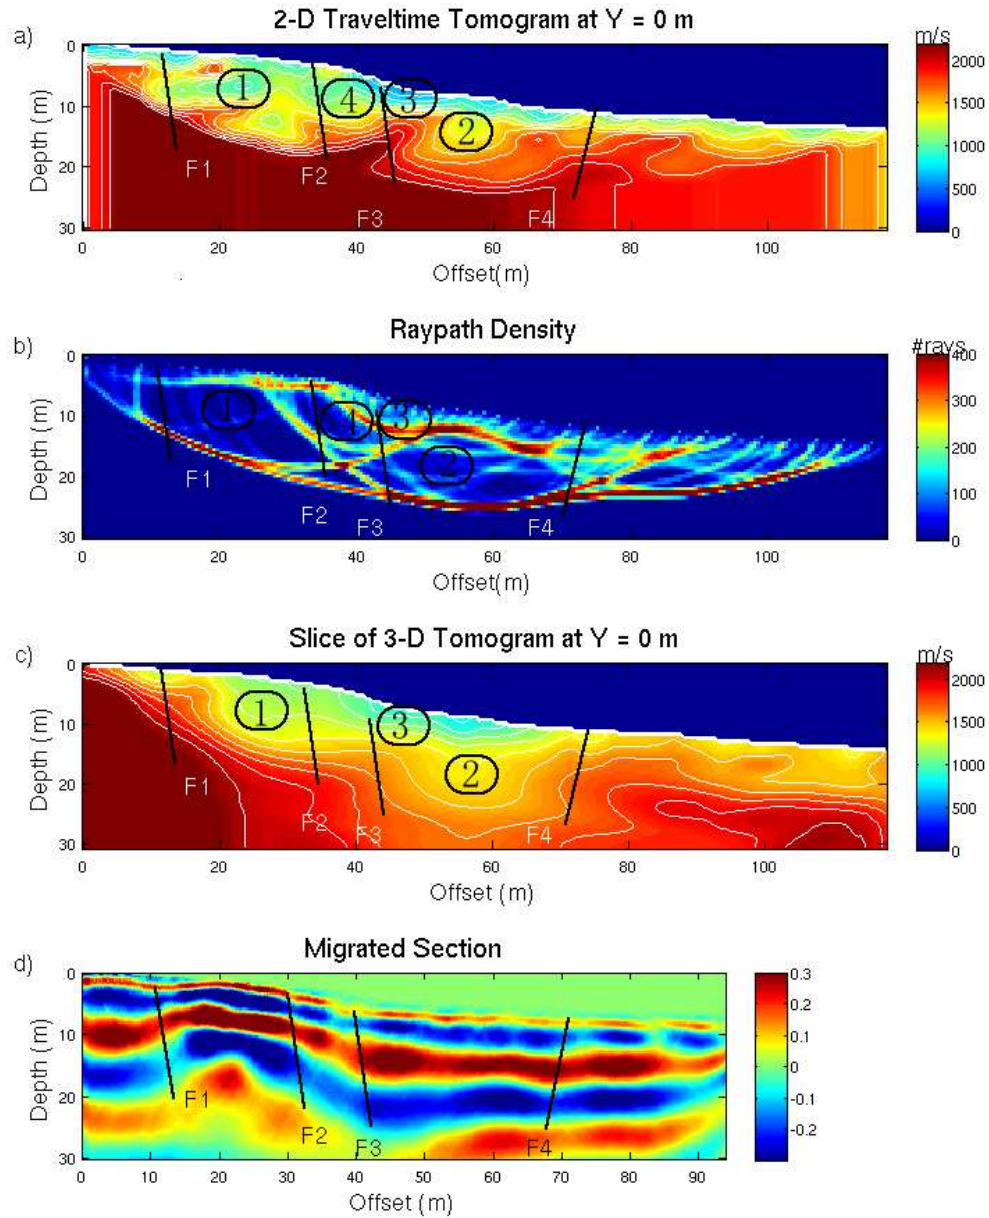 2-D Traveltime Tomogram at Y = 0 m
a)
m/s
0
10
20
30
Depth (m)
1
4
3
2
F1
F2
F3
F4
2000
1500
1000
500
0
0 20 40 60 80 100
Offset(m)
Raypath Density
b)
#rays
0
10
20
30
Depth (m)
1
4
3
2
F1
F2
F3
F4
400
300
200
100
0
0 20 40 60 80 100
Offset(m)
Slice of 3-D Tomogram at Y = 0 m
c)
m/s
0
10
20
30
Depth (m)
1
3
2
F1
F2
F3
F4
2000
1500
1000
500
0
0 20 40 60 80 100
Offset (m)
Migrated Section
d)
0
10
20
30
Depth (m)
F1
F2
F3
F4
0.3
0.2
0.1
0
-0.1
-0.2
0 10 20 30 40 50 60 70 80 90
Offset (m)